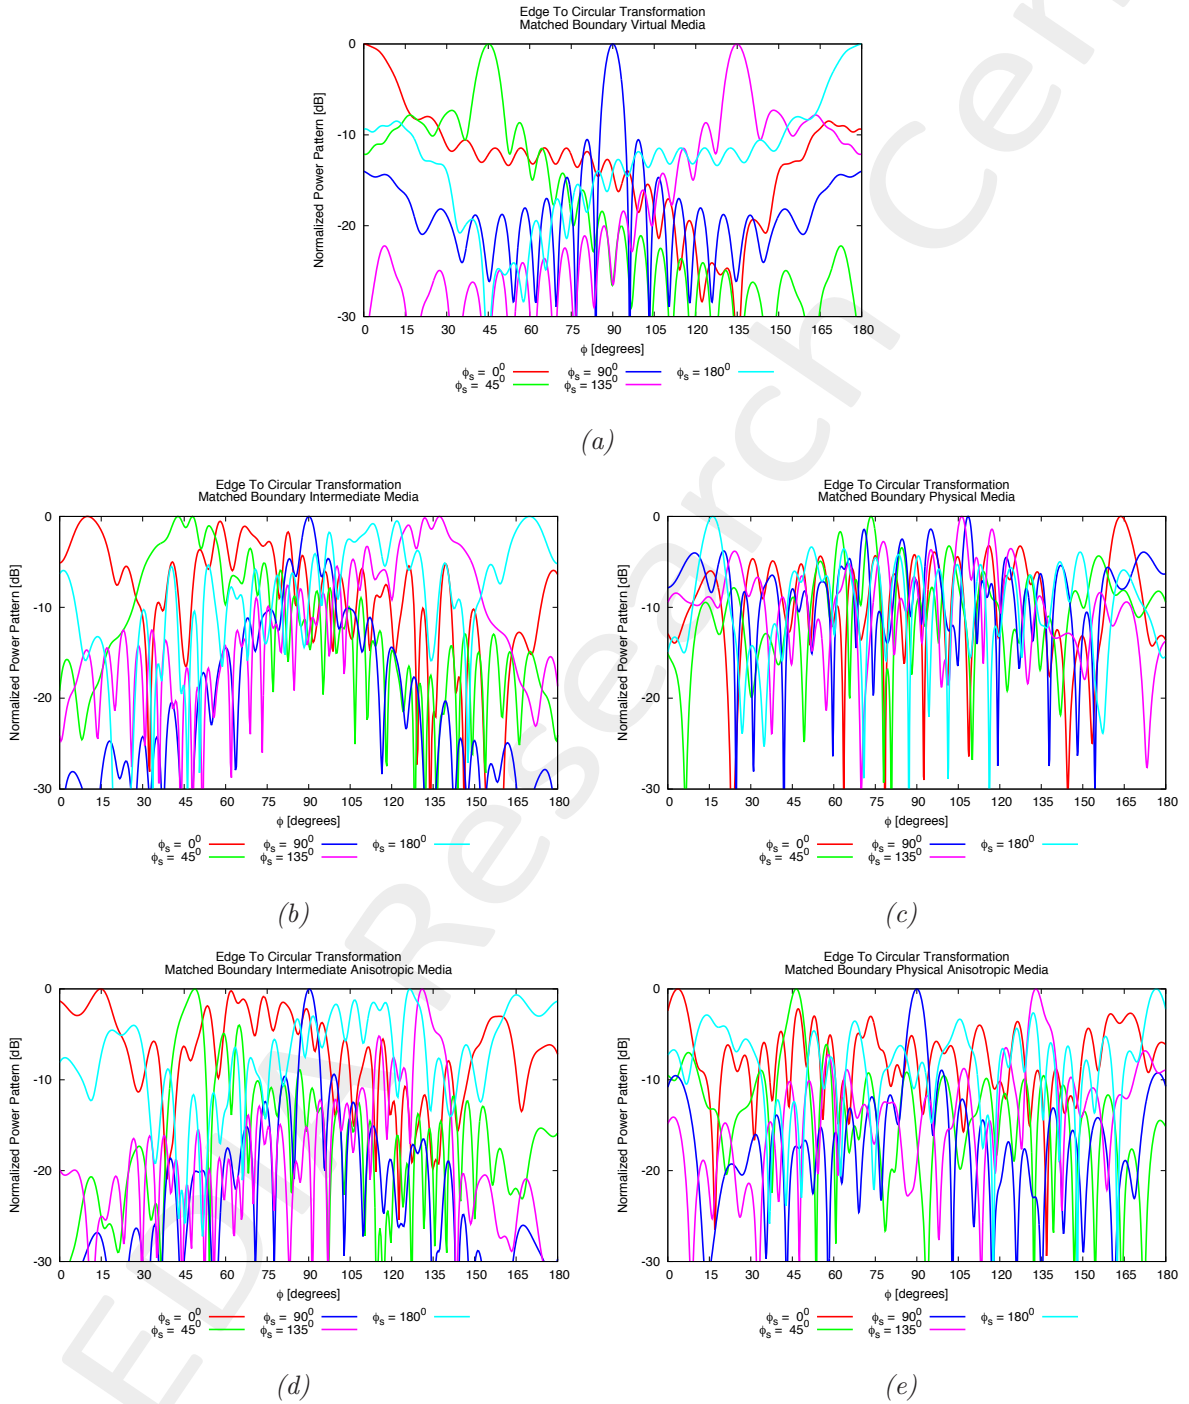 Edge To Circular Transformation
Matched Boundary Virtual Media
Normalized Power Pattern [dB]
0
-10
-20
-30
0 15 30 45 60 75 90 105 120 135 150 165 180
ϕ [degrees]
ϕs = 0⁰ ϕs = 90⁰ ϕs = 180⁰
ϕs = 45⁰ ϕs = 135⁰
(a)
Edge To Circular Transformation
Matched Boundary Intermediate Media
Normalized Power Pattern [dB]
0
-10
-20
-30
0 15 30 45 60 75 90 105 120 135 150 165 180
ϕ [degrees]
ϕs = 0⁰ ϕs = 90⁰ ϕs = 180⁰
ϕs = 45⁰ ϕs = 135⁰
(b)
Edge To Circular Transformation
Matched Boundary Physical Media
Normalized Power Pattern [dB]
0
-10
-20
-30
0 15 30 45 60 75 90 105 120 135 150 165 180
ϕ [degrees]
ϕs = 0⁰ ϕs = 90⁰ ϕs = 180⁰
ϕs = 45⁰ ϕs = 135⁰
(c)
Edge To Circular Transformation
Matched Boundary Intermediate Anisotropic Media
Normalized Power Pattern [dB]
0
-10
-20
-30
0 15 30 45 60 75 90 105 120 135 150 165 180
ϕ [degrees]
ϕs = 0⁰ ϕs = 90⁰ ϕs = 180⁰
ϕs = 45⁰ ϕs = 135⁰
(d)
Edge To Circular Transformation
Matched Boundary Physical Anisotropic Media
Normalized Power Pattern [dB]
0
-10
-20
-30
0 15 30 45 60 75 90 105 120 135 150 165 180
ϕ [degrees]
ϕs = 0⁰ ϕs = 90⁰ ϕs = 180⁰
ϕs = 45⁰ ϕs = 135⁰
(e)
Research Cen